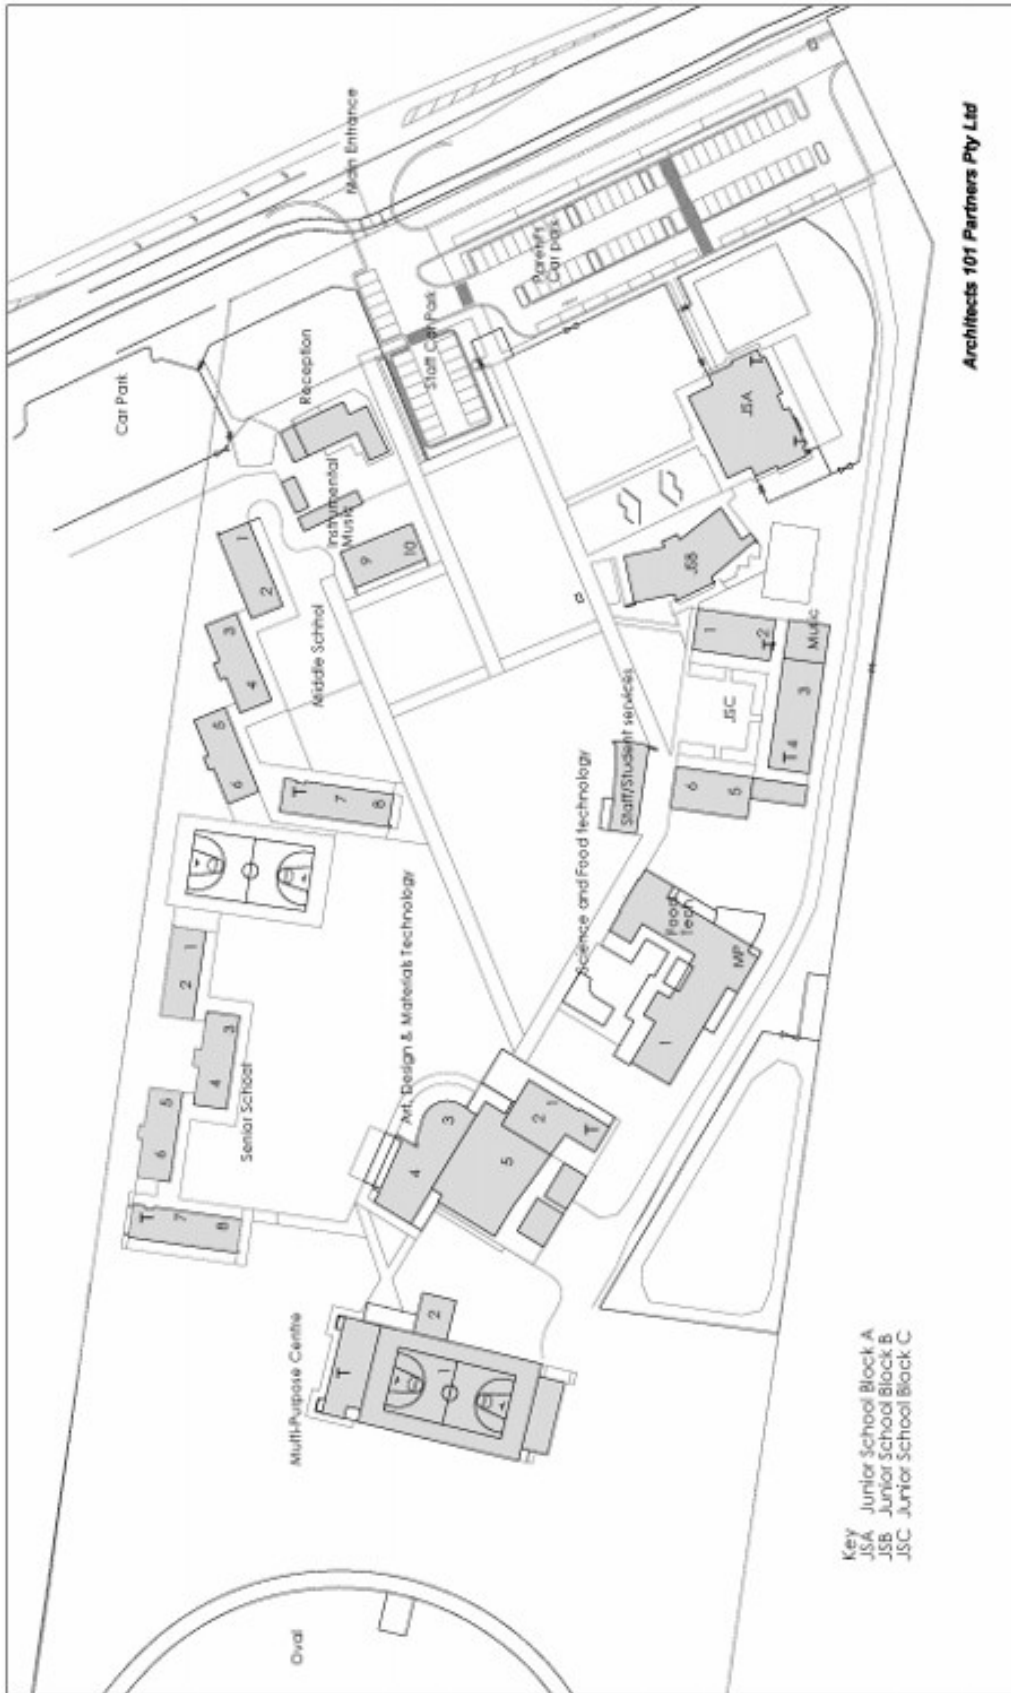 Car Park
6 5
T 7 8
2 1
6 5
4 3
4 3
Senior School
2 1
T 7 8
Middle Schhol
Reception
Instrumental
Music
Oval
Multi-Purpose Centre
T
1
2
Main Entrance
9 10
Art, Design & Materials Technology
4 3
5
2 1
T
Staff Car Park
Parent's
Car park
Science and Food technology
Staff/Student services
Food
Tech
1
MP
JSB
JSA
T
T
JSC
1
T 2
6
5
T 4 3
Music
Key
JSA Junior School Block A
JSB Junior School Block B
JSC Junior School Block C
Architects 101 Partners Pty Ltd